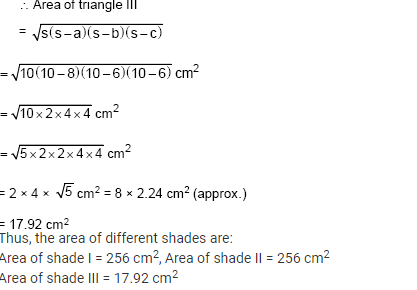 ∴ Area of triangle III
= √s(s−a)(s−b)(s−c)
= √10(10−8)(10−6)(10−6) cm²
= √10×2×4×4 cm²
= √5×2×2×4×4 cm²
= 2 × 4 × √5 cm² = 8 × 2.24 cm² (approx.)
= 17.92 cm²
Thus, the area of different shades are:
Area of shade I = 256 cm², Area of shade II = 256 cm²
Area of shade III = 17.92 cm²